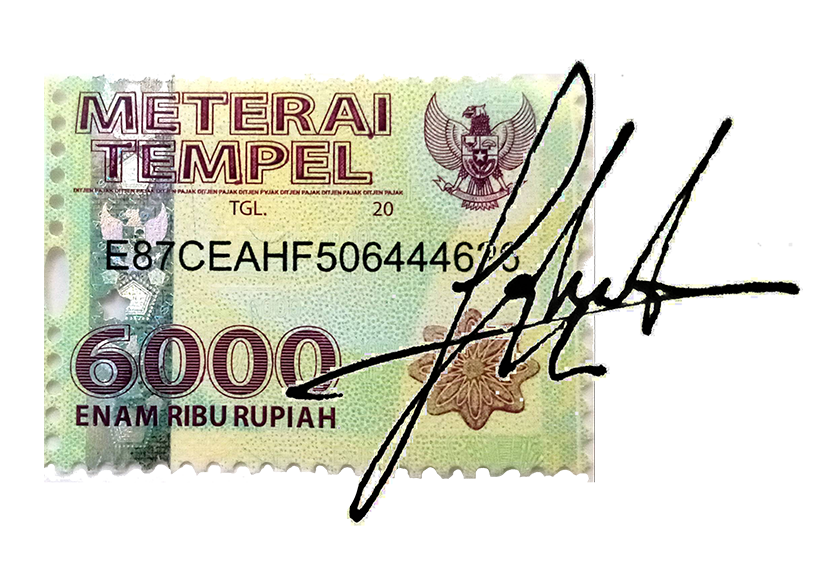 METERAI
TEMPEL
DITJEN PAJAK DITJEN PAJAK DITJEN PAJAK DITJEN PAJAK DITJEN PAJAK DITJEN PAJAK DITJEN PAJAK
TGL. 20
6000
ENAM RIBU RUPIAH